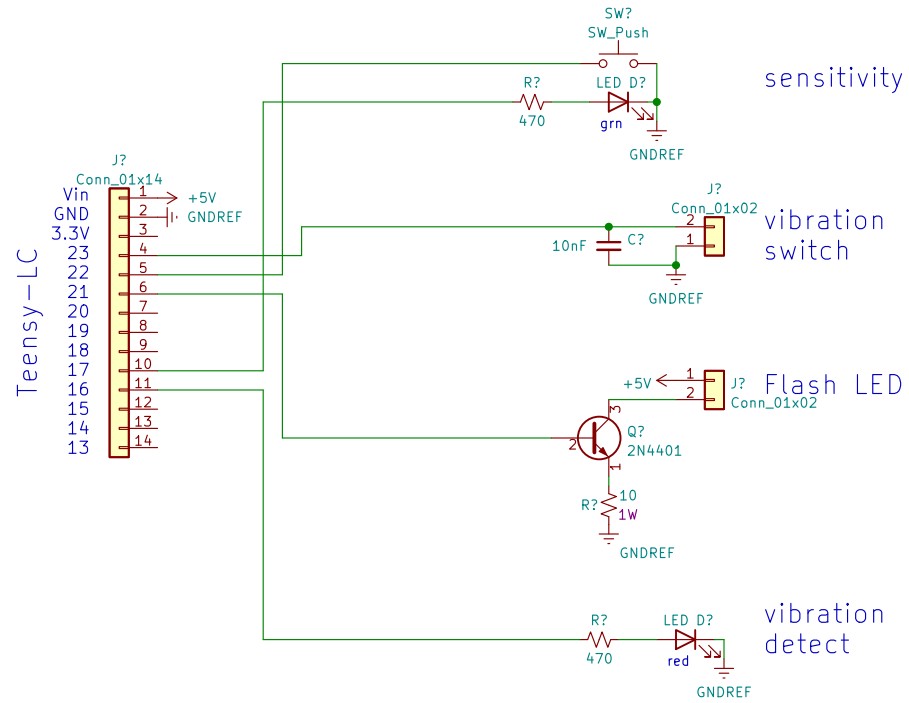 SW?
SW_Push
sensitivity
R?
LED D?
470
grn
GNDREF
J?
Conn_01x14
Vin
1
+5V
GND
2
GNDREF
3.3V
3
23
4
22
5
21
6
20
7
19
8
18
9
17
10
16
11
15
12
14
13
13
14
Teensy-LC
J?
Conn_01x02
2
1
vibration
switch
10nF
C?
GNDREF
+5V
1
2
J?
Conn_01x02
Flash LED
3
2
1
Q?
2N4401
R?
10
1W
GNDREF
R?
470
LED D?
red
GNDREF
vibration
detect